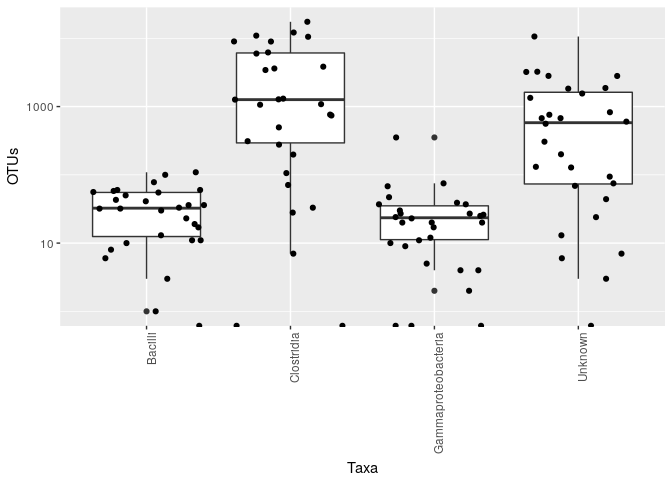 OTUs
1000
10
Bacilli
Clostridia
Gammaproteobacteria
Unknown
Taxa